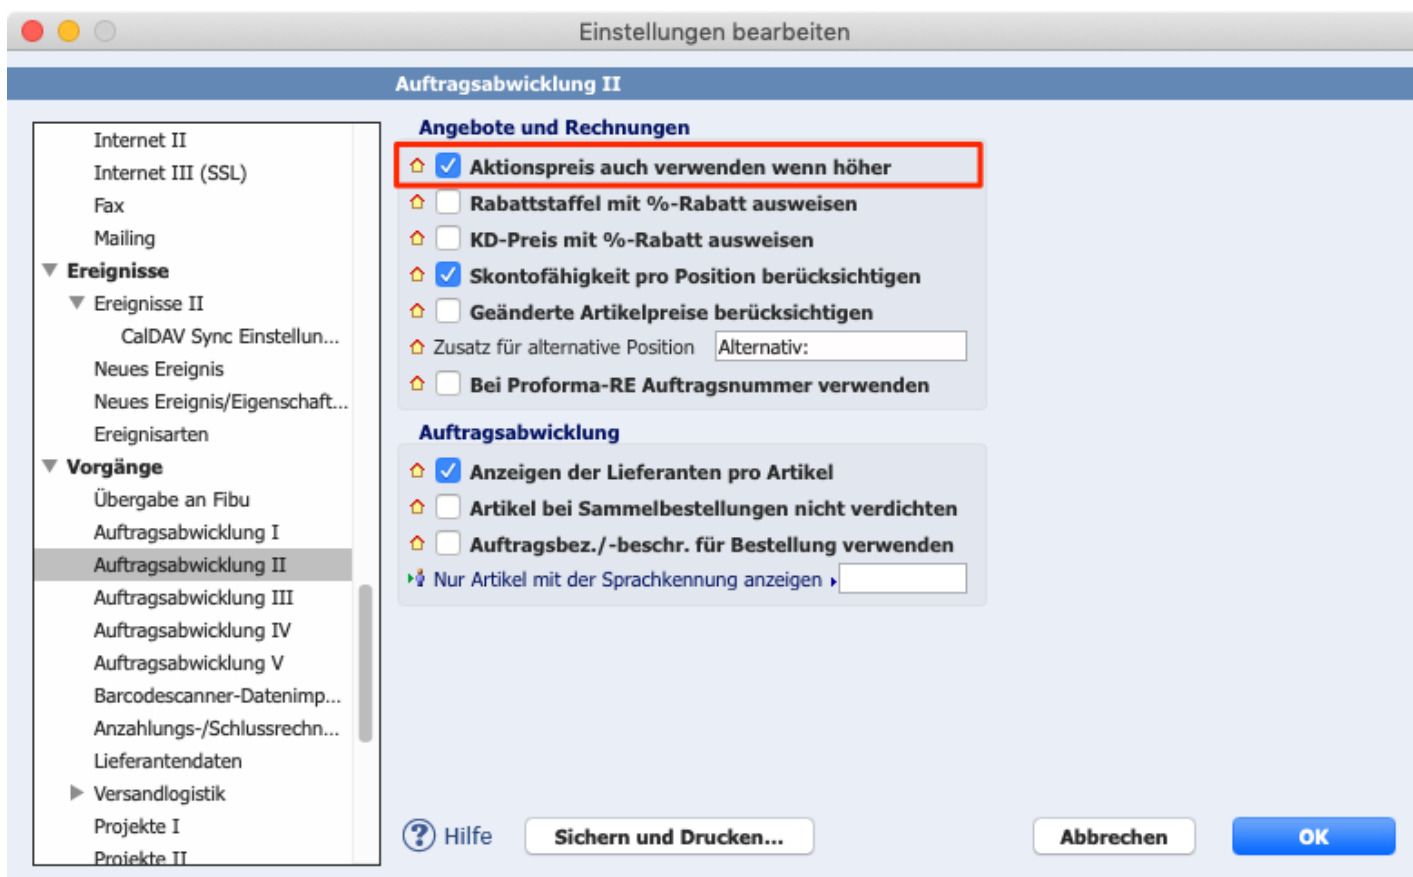 Einstellungen bearbeiten
Auftragsabwicklung II
Internet II
Internet III (SSL)
Fax
Mailing
Ereignisse
Ereignisse II
CalDAV Sync Einstellun...
Neues Ereignis
Neues Ereignis/Eigenschaft...
Ereignisarten
Vorgänge
Übergabe an Fibu
Auftragsabwicklung I
Auftragsabwicklung II
Auftragsabwicklung III
Auftragsabwicklung IV
Auftragsabwicklung V
Barcodescanner-Datenimp...
Anzahlungs-/Schlussrechn...
Lieferantendaten
Versandlogistik
Projekte I
Projekte II
Angebote und Rechnungen
Aktionspreis auch verwenden wenn höher
Rabattstaffel mit %-Rabatt ausweisen
KD-Preis mit %-Rabatt ausweisen
Skontofähigkeit pro Position berücksichtigen
Geänderte Artikelpreise berücksichtigen
Zusatz für alternative Position Alternativ:
Bei Proforma-RE Auftragsnummer verwenden
Auftragsabwicklung
Anzeigen der Lieferanten pro Artikel
Artikel bei Sammelbestellungen nicht verdichten
Auftragsbez./-beschr. für Bestellung verwenden
Nur Artikel mit der Sprachkennung anzeigen
? Hilfe
Sichern und Drucken...
Abbrechen
OK